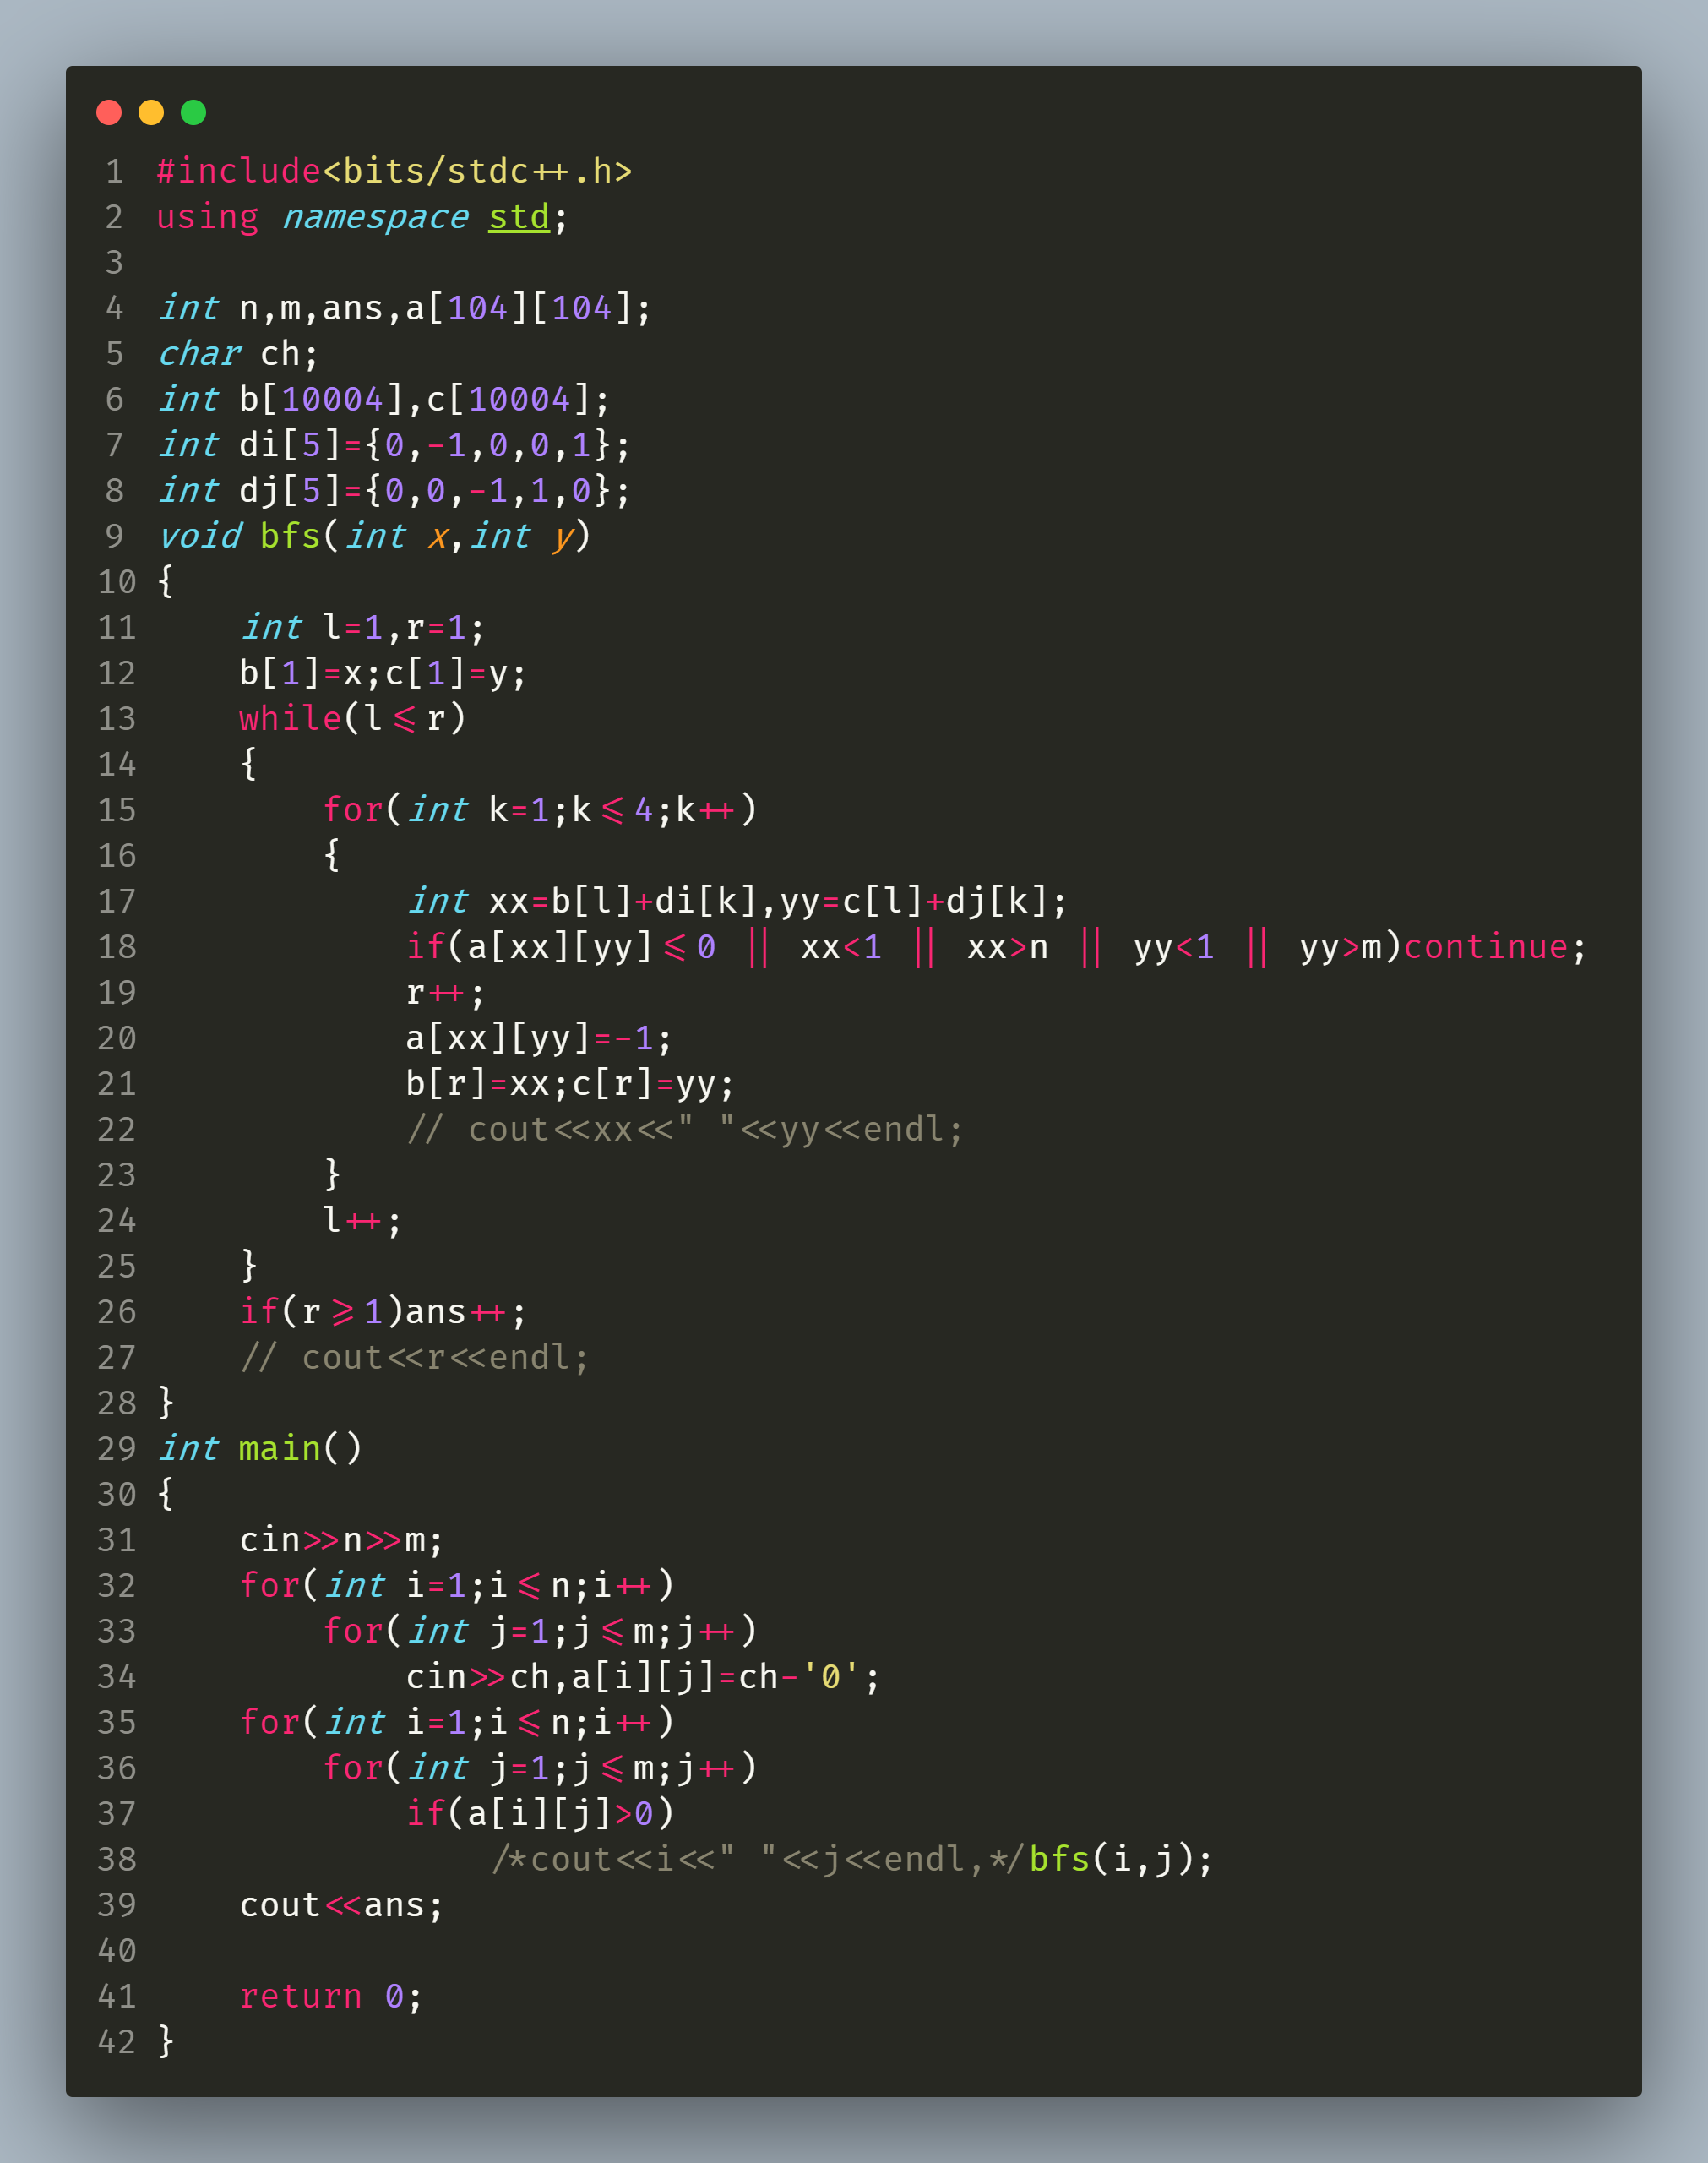 1 #include<bits/stdc++.h>
2 using namespace std;
3
4 int n,m,ans,a[104][104];
5 char ch;
6 int b[10004],c[10004];
7 int di[5]={0,-1,0,0,1};
8 int dj[5]={0,0,-1,1,0};
9 void bfs(int x,int y)
10 {
11     int l=1,r=1;
12     b[1]=x;c[1]=y;
13     while(l<=r)
14     {
15         for(int k=1;k<=4;k++)
16         {
17             int xx=b[l]+di[k],yy=c[l]+dj[k];
18             if(a[xx][yy]<=0 || xx<1 || xx>n || yy<1 || yy>m)continue;
19             r++;
20             a[xx][yy]=-1;
21             b[r]=xx;c[r]=yy;
22             // cout<<xx<<" "<<yy<<endl;
23         }
24         l++;
25     }
26     if(r>=1)ans++;
27     // cout<<r<<endl;
28 }
29 int main()
30 {
31     cin>>n>>m;
32     for(int i=1;i<=n;i++)
33         for(int j=1;j<=m;j++)
34             cin>>ch,a[i][j]=ch-'0';
35     for(int i=1;i<=n;i++)
36         for(int j=1;j<=m;j++)
37             if(a[i][j]>0)
38                 /*cout<<i<<" "<<j<<endl,*/bfs(i,j);
39     cout<<ans;
40
41     return 0;
42 }